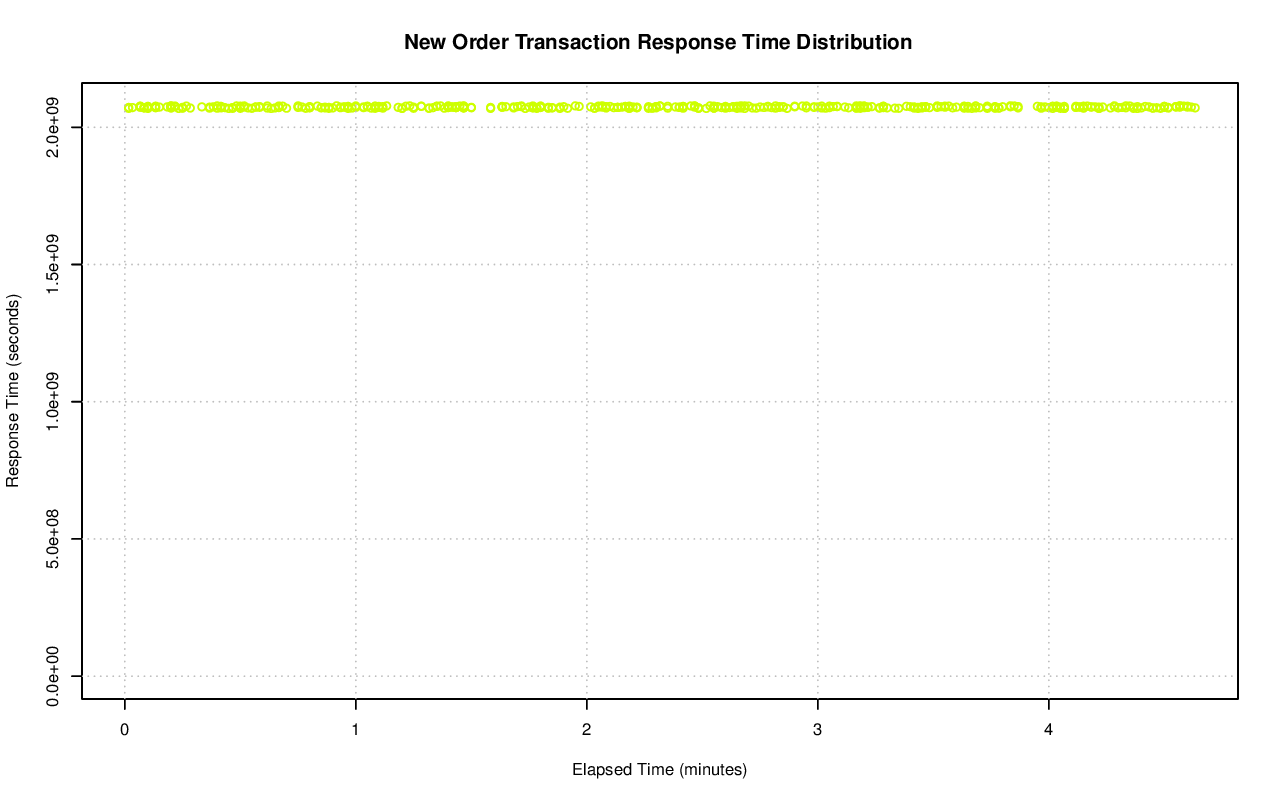 New Order Transaction Response Time Distribution
Response Time (seconds)
2.0e+09
1.5e+09
1.0e+09
5.0e+08
0.0e+00
0 1 2 3 4
Elapsed Time (minutes)